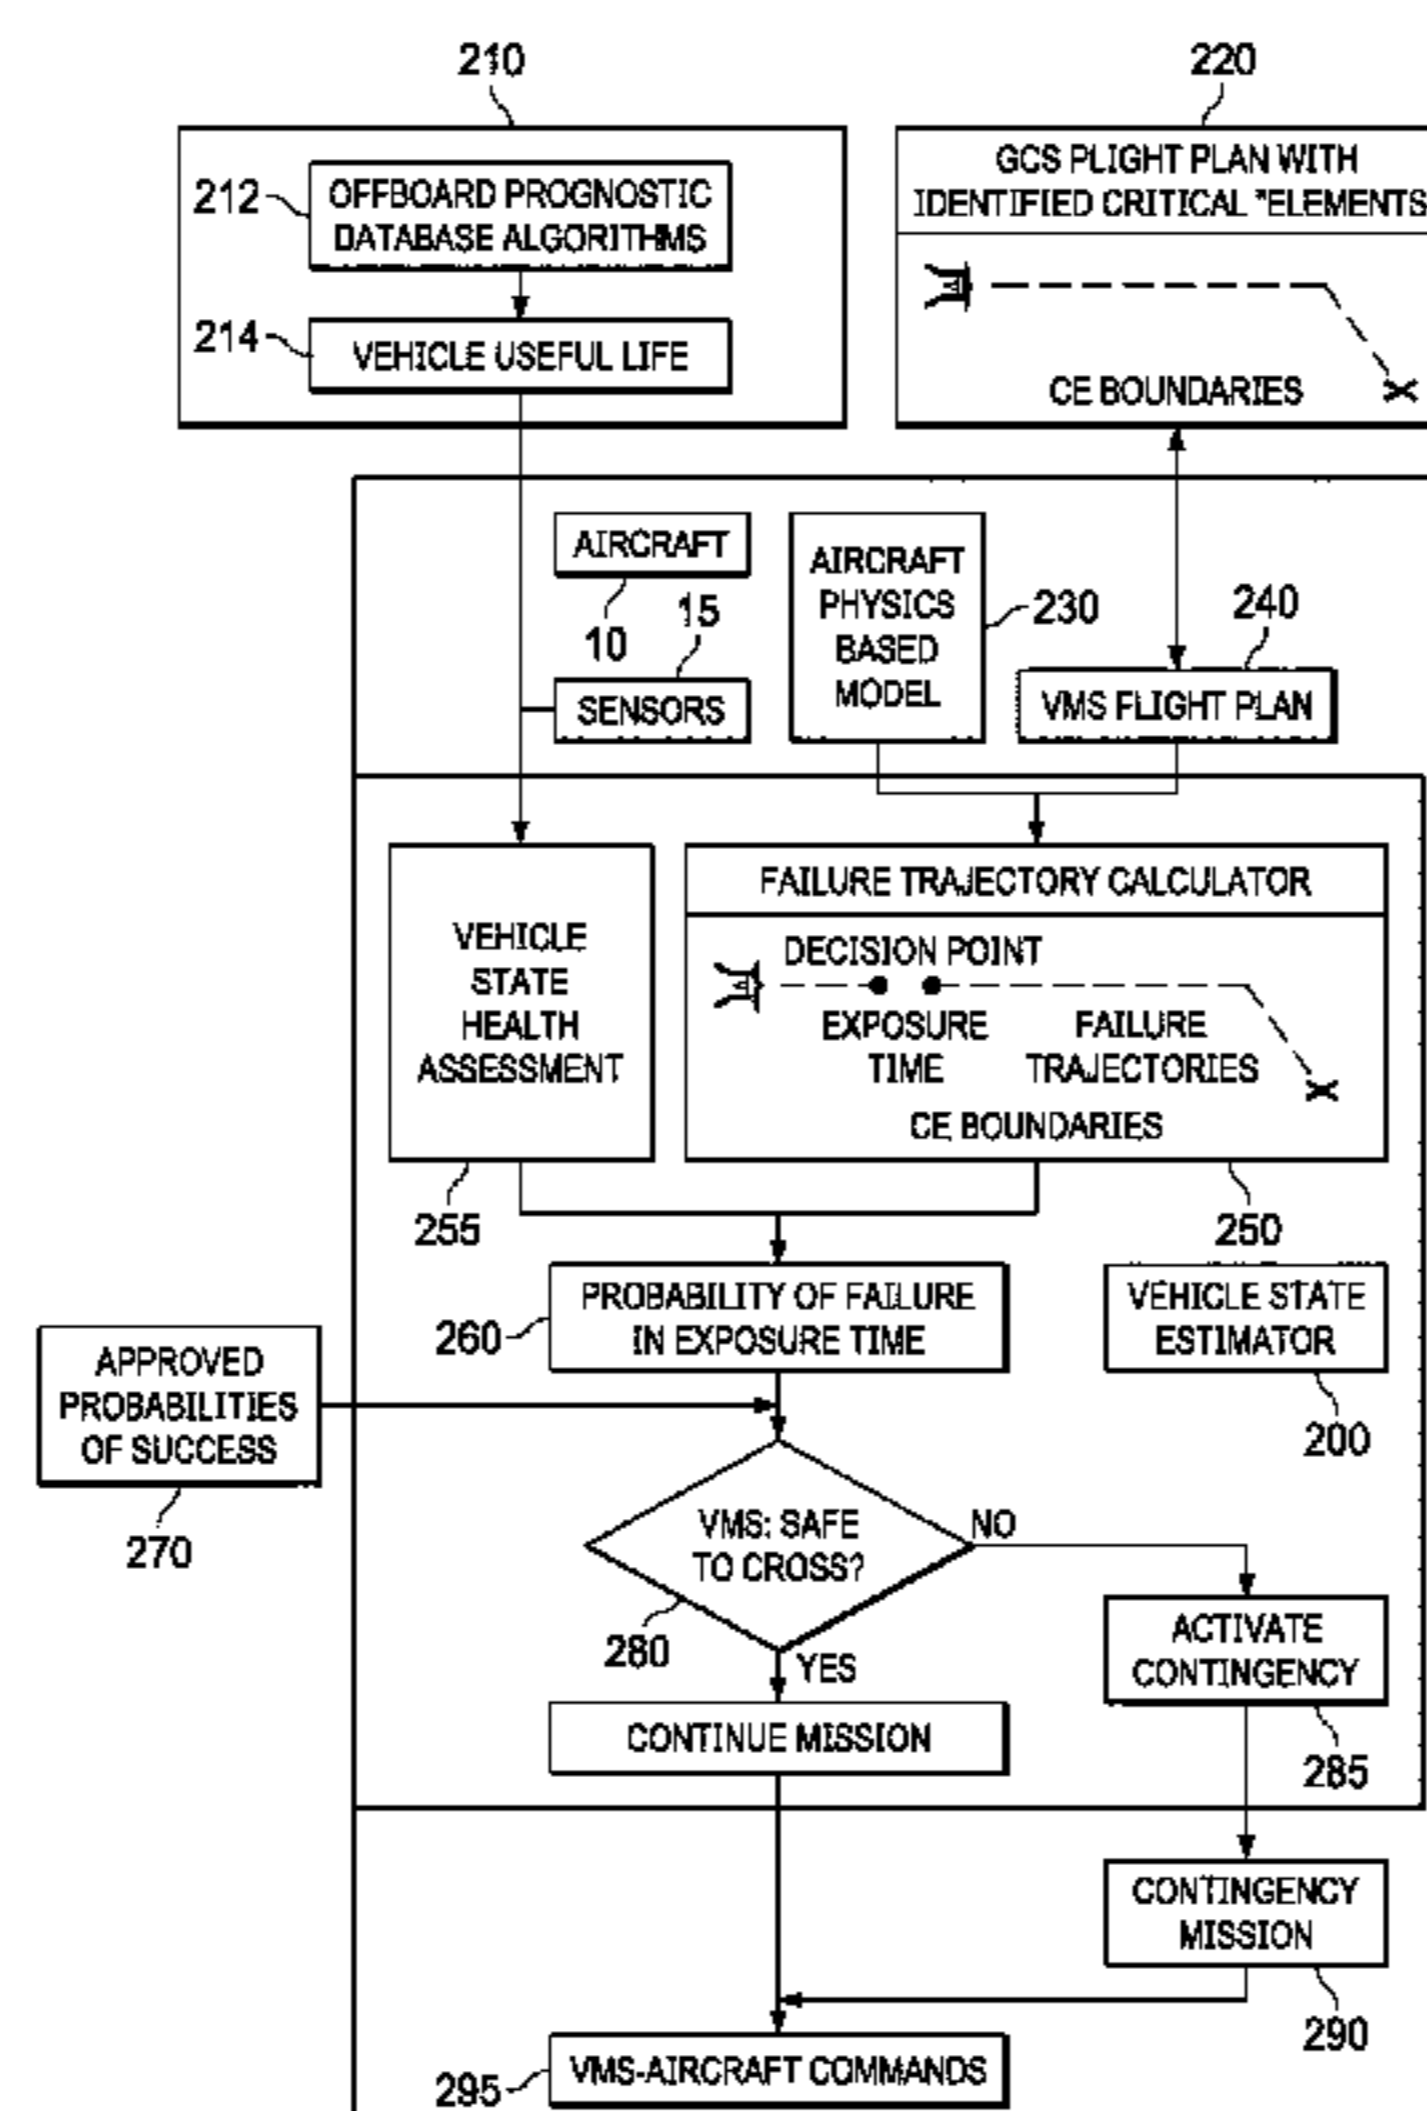 210
220
212
OFFBOARD PROGNOSTIC
DATABASE ALGORITHMS
214
VEHICLE USEFUL LIFE
GCS PLIGHT PLAN WITH
IDENTIFIED CRITICAL "ELEMENTS
CE BOUNDARIES
AIRCRAFT
10
15
SENSORS
AIRCRAFT
PHYSICS
BASED
MODEL
230
240
VMS FLIGHT PLAN
VEHICLE
STATE
HEALTH
ASSESSMENT
255
FAILURE TRAJECTORY CALCULATOR
DECISION POINT
EXPOSURE
TIME
FAILURE
TRAJECTORIES
CE BOUNDARIES
250
260
PROBABILITY OF FAILURE
IN EXPOSURE TIME
VEHICLE STATE
ESTIMATOR
200
APPROVED
PROBABILITIES
OF SUCCESS
270
VMS: SAFE
TO CROSS?
280
NO
YES
ACTIVATE
CONTINGENCY
285
CONTINUE MISSION
CONTINGENCY
MISSION
290
295
VMS-AIRCRAFT COMMANDS